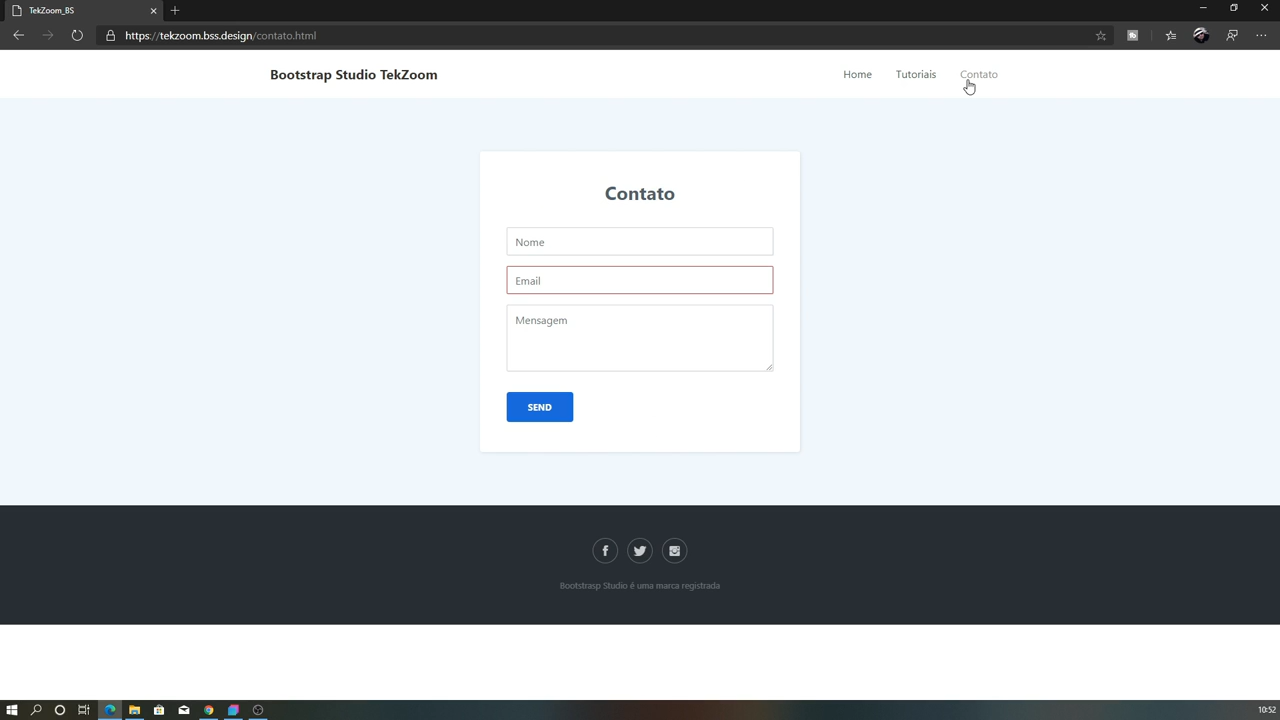 TekZoom_BS
https://tekzoom.bss.design/contato.html
Bootstrap Studio TekZoom
Home Tutoriais Contato
Contato
Nome
Email
Mensagem
SEND
Bootstrasp Studio é uma marca registrada
10:52